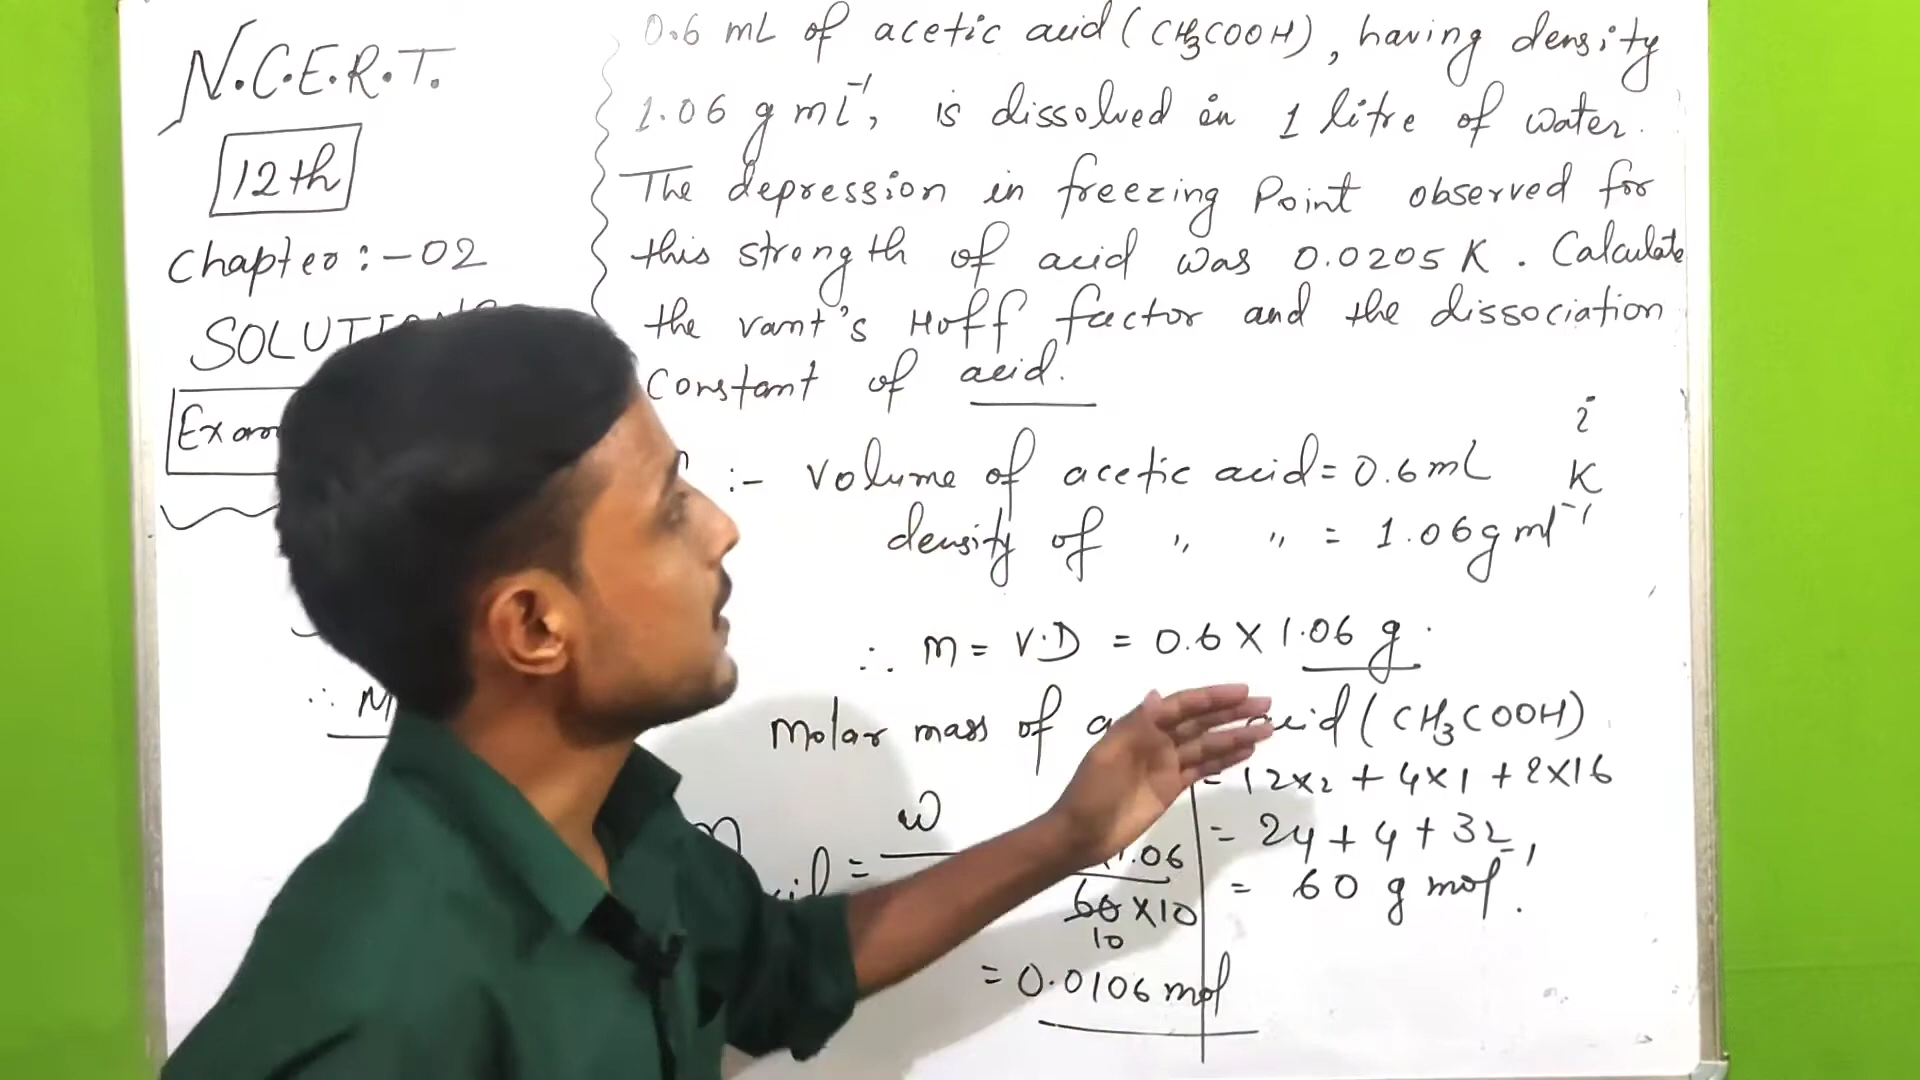 N.C.E.R.T.
12th
Chapter :- 02
SOLUTIONS
0.6 mL of acetic acid (CH₃COOH), having density
1.06 g mL⁻¹, is dissolved in 1 litre of water.
The depression in freezing Point observed for
this strength of acid was 0.0205 K. Calculate
the vant's Hoff factor and the dissociation
Constant of acid.
i
K
:- Volume of acetic acid = 0.6 mL
density of " " = 1.06 g ml⁻¹
∴ m = V.D = 0.6 × 1.06 g.
∴ M
Molar mass of acid (CH₃COOH)
= 12×2 + 4×1 + 2×16
= 24 + 4 + 32
= 60 g mol⁻¹.
= w
1.06
60 × 10
10
= 0.0106 mol